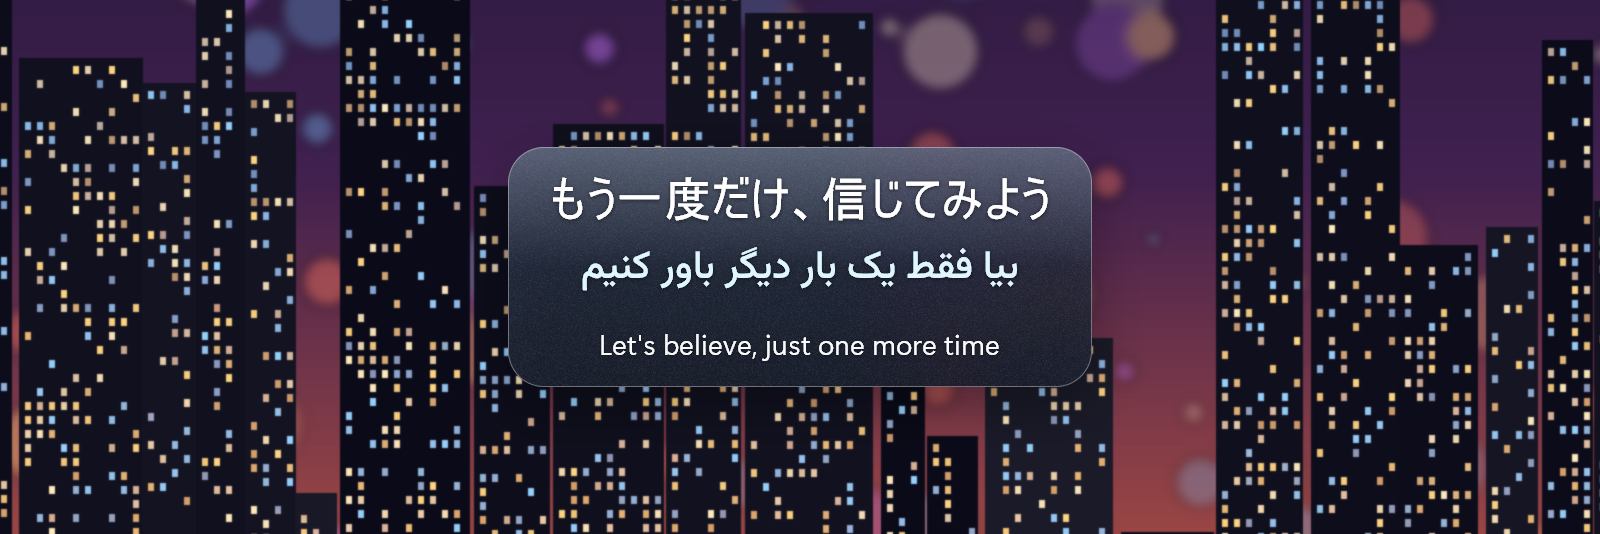 もう一度だけ、信じてみよう
بیا فقط یک بار دیگر باور کنیم
Let's believe, just one more time